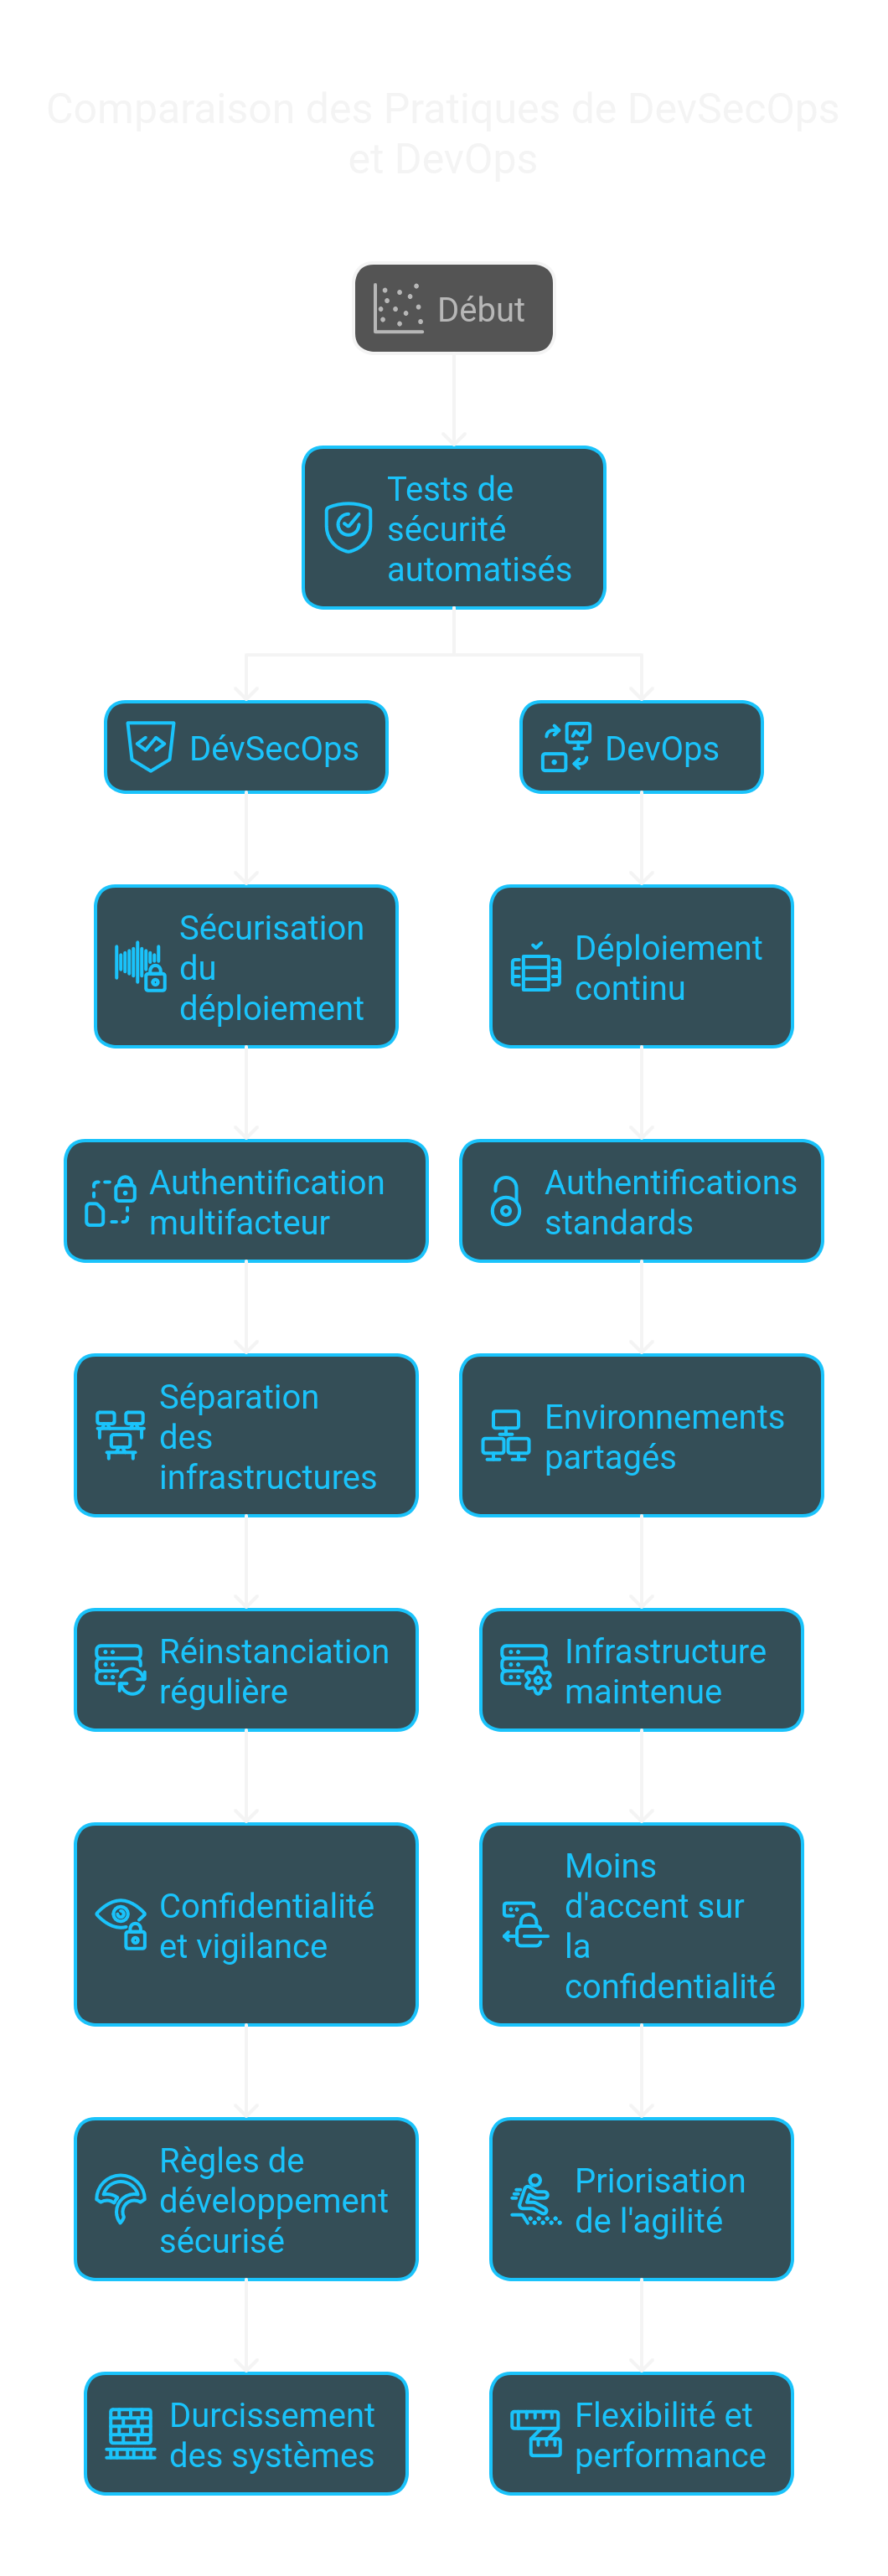 Comparaison des Pratiques de DevSecOps
et DevOps
Début
Tests de
sécurité
automatisés
DévSecOps
DevOps
Sécurisation
du
déploiement
Déploiement
continu
Authentification
multifacteur
Authentifications
standards
Séparation
des
infrastructures
Environnements
partagés
Réinstanciation
régulière
Infrastructure
maintenue
Confidentialité
et vigilance
Moins
d'accent sur
la
confidentialité
Règles de
développement
sécurisé
Priorisation
de l'agilité
Durcissement
des systèmes
Flexibilité et
performance